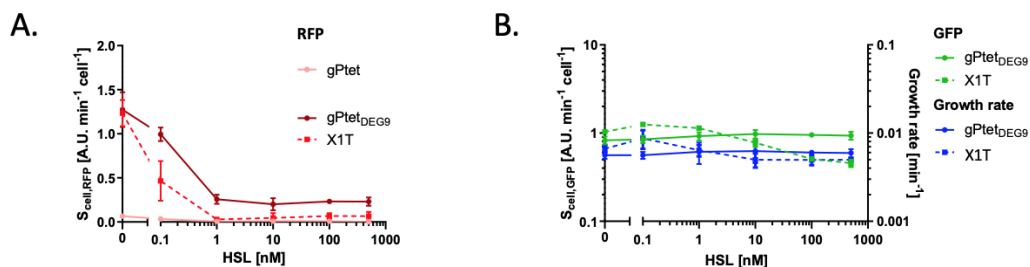 A.
RFP
gPtet
gPtetDEG9
X1T
2.0
1.5
1.0
0.5
0.0
Scell,RFP [A.U. min-1 cell-1]
0
0.1
1
10
100
1000
HSL [nM]
B.
GFP
gPtetDEG9
X1T
Growth rate
gPtetDEG9
X1T
10
1
0.1
Scell,GFP [A.U. min-1 cell-1]
0.1
0.01
0.001
Growth rate [min-1]
0
0.1
1
10
100
1000
HSL [nM]